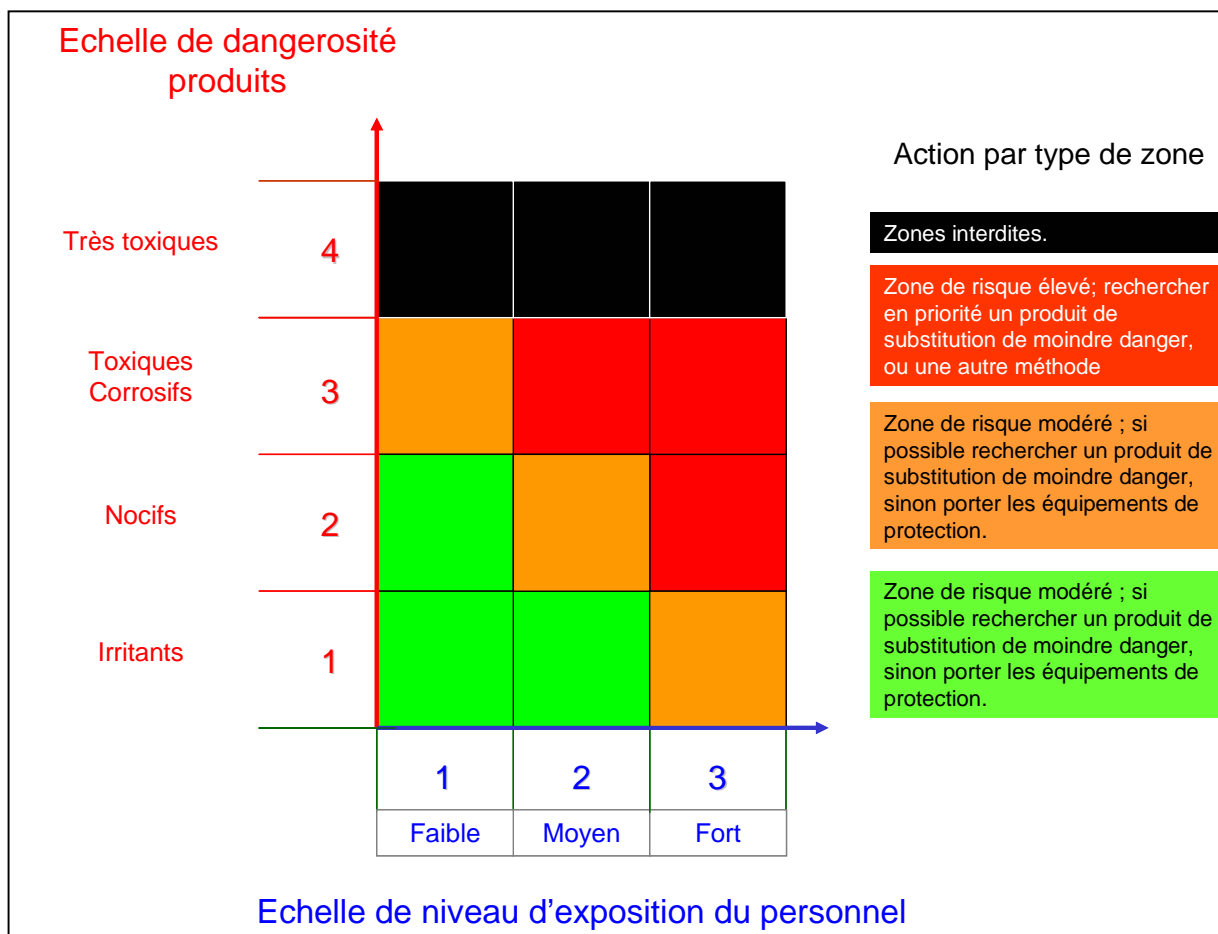 Echelle de dangerosité
produits
Action par type de zone
Très toxiques
4
Zones interdites.
Zone de risque élevé; rechercher
en priorité un produit de
substitution de moindre danger,
ou une autre méthode
Toxiques
Corrosifs
3
Zone de risque modéré ; si
possible rechercher un produit de
substitution de moindre danger,
sinon porter les équipements de
protection.
Nocifs
2
Zone de risque modéré ; si
possible rechercher un produit de
substitution de moindre danger,
sinon porter les équipements de
protection.
Irritants
1
1 2 3
Faible Moyen Fort
Echelle de niveau d'exposition du personnel